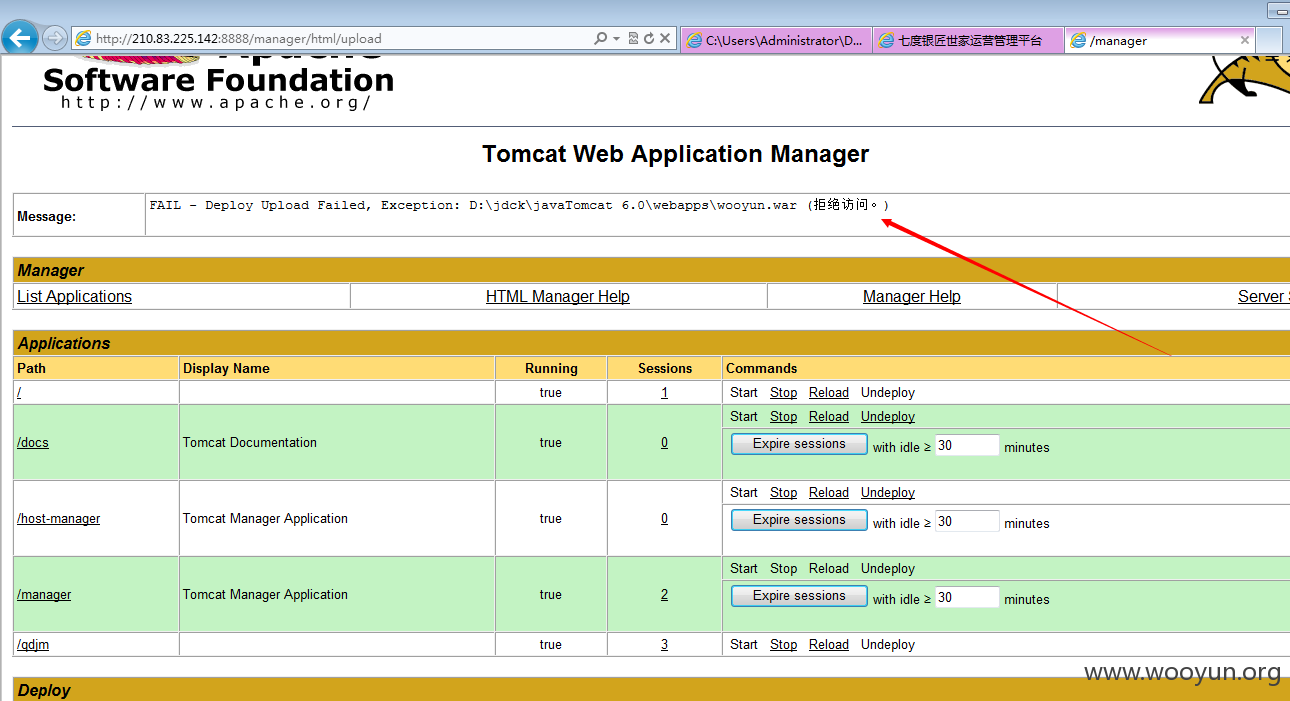 http://210.83.225.142:8888/manager/html/upload
C:\Users\Administrator\D...
七度银匠世家运营管理平台
/manager
Software Foundation
http://www.apache.org/
Tomcat Web Application Manager
Message: FAIL - Deploy Upload Failed, Exception: D:\jdck\javaTomcat 6.0\webapps\wooyun.war (拒绝访问。)
Manager
List Applications HTML Manager Help Manager Help Server
Applications
Path Display Name Running Sessions Commands
/ true 1 Start Stop Reload Undeploy
Start Stop Reload Undeploy
/docs Tomcat Documentation true 0 Expire sessions with idle ≥ 30 minutes
Start Stop Reload Undeploy
/host-manager Tomcat Manager Application true 0 Expire sessions with idle ≥ 30 minutes
Start Stop Reload Undeploy
/manager Tomcat Manager Application true 2 Expire sessions with idle ≥ 30 minutes
/qdjm true 3 Start Stop Reload Undeploy
www.wooyun.org
Deploy